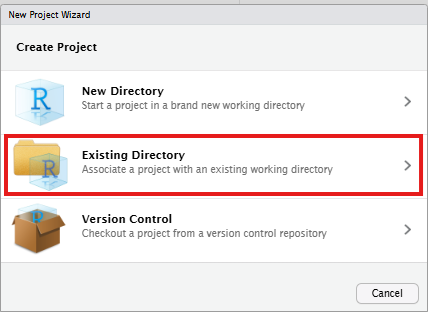 New Project Wizard
Create Project
R
New Directory
Start a project in a brand new working directory
R
Existing Directory
Associate a project with an existing working directory
R
Version Control
Checkout a project from a version control repository
Cancel